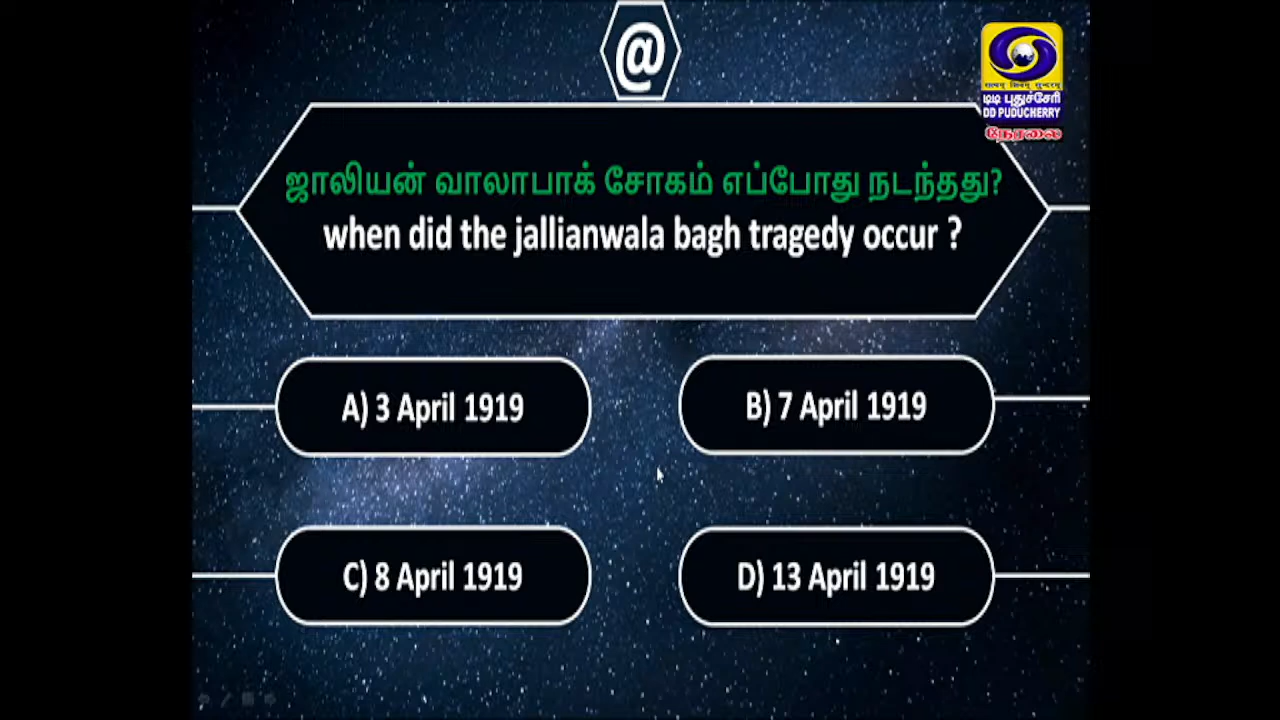 @
டிடி புதுச்சேரி
DD PUDUCHERRY
நேரலை
ஜாலியன் வாலாபாக் சோகம் எப்போது நடந்தது?
when did the jallianwala bagh tragedy occur ?
A) 3 April 1919
B) 7 April 1919
C) 8 April 1919
D) 13 April 1919